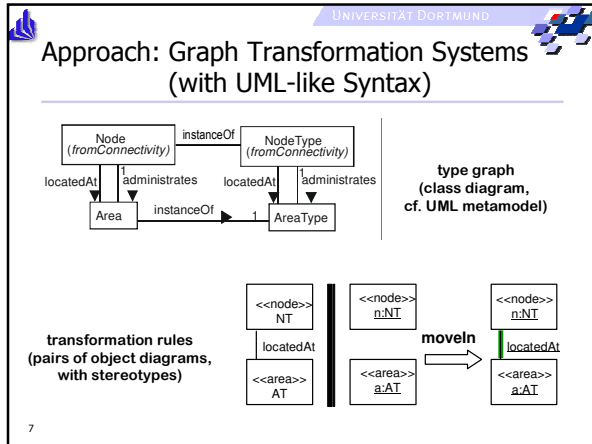 UNIVERSITÄT DORTMUND
Approach: Graph Transformation Systems
(with UML-like Syntax)
Node
(fromConnectivity)
instanceOf
NodeType
(fromConnectivity)
locatedAt
1
administrates
locatedAt
1
administrates
Area
instanceOf
1
AreaType
type graph
(class diagram,
cf. UML metamodel)
transformation rules
(pairs of object diagrams,
with stereotypes)
<<node>>
NT
locatedAt
<<area>>
AT
<<node>>
n:NT
<<area>>
a:AT
moveIn
<<node>>
n:NT
locatedAt
<<area>>
a:AT
7